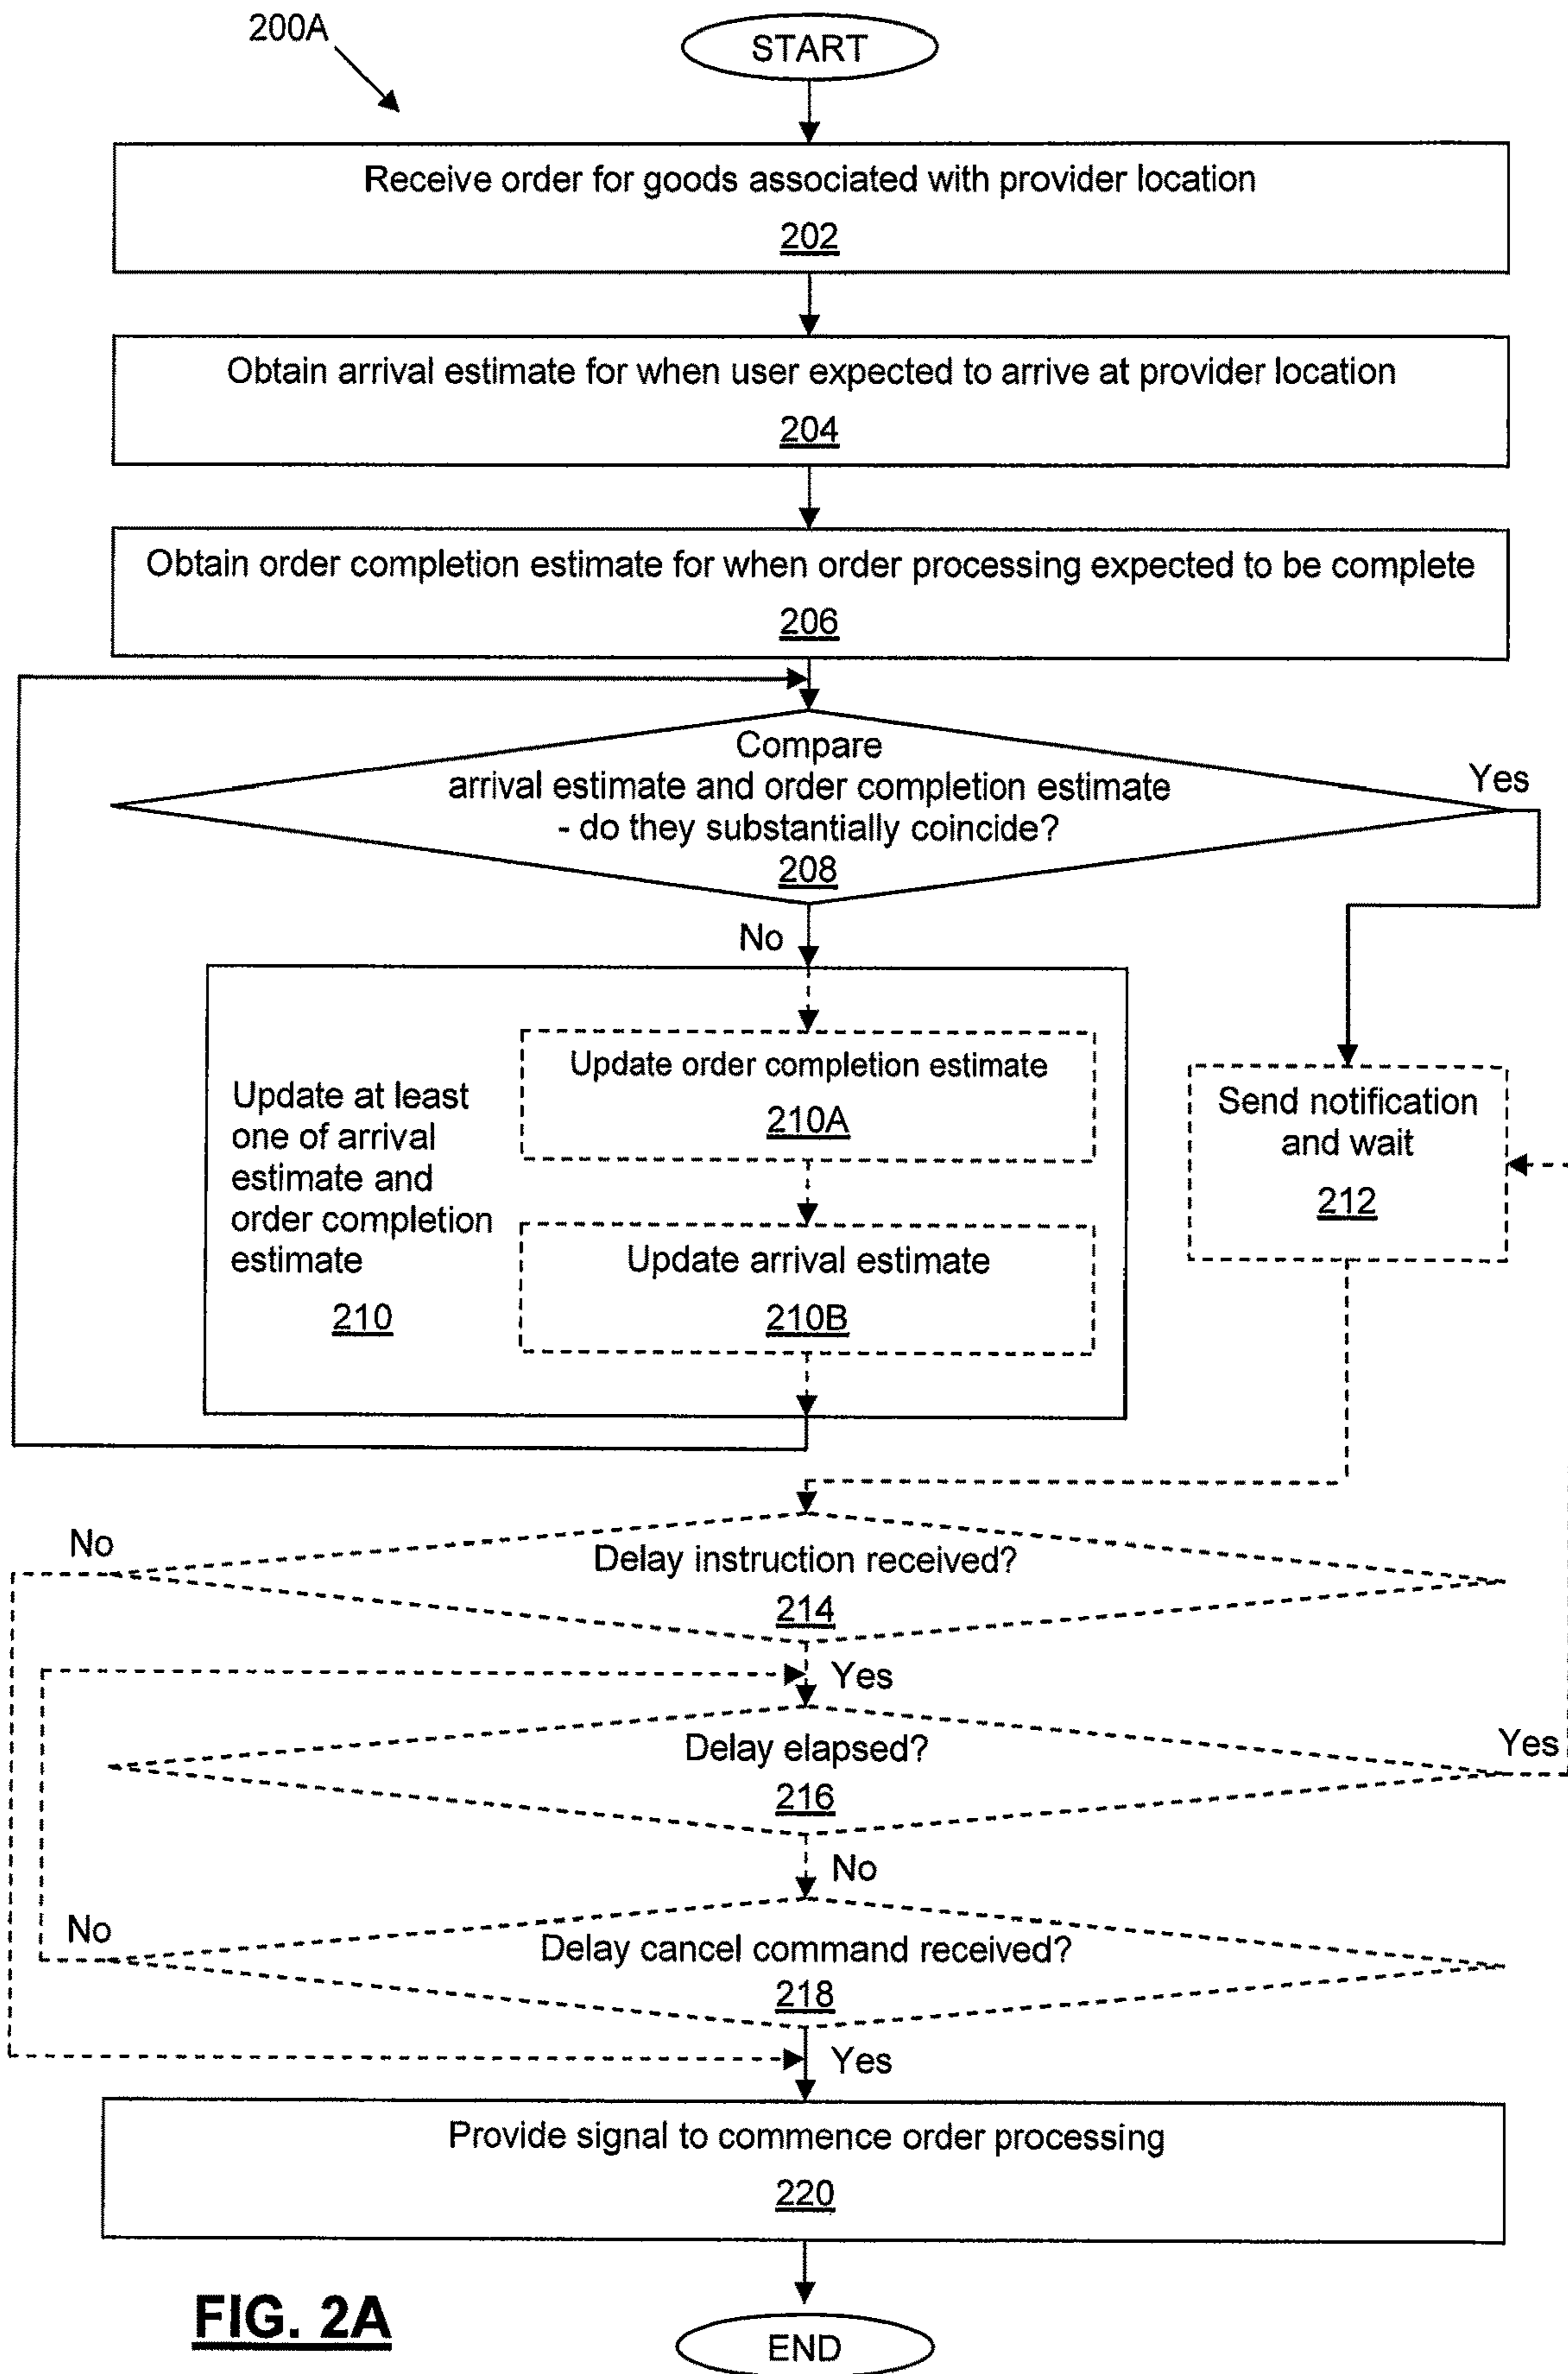 200A
START
Receive order for goods associated with provider location
202
Obtain arrival estimate for when user expected to arrive at provider location
204
Obtain order completion estimate for when order processing expected to be complete
206
Compare
arrival estimate and order completion estimate
- do they substantially coincide?
208
Yes
No
Update at least
one of arrival
estimate and
order completion
estimate
210
Update order completion estimate
210A
Update arrival estimate
210B
Send notification
and wait
212
No
Delay instruction received?
214
Yes
Delay elapsed?
216
Yes
No
No
Delay cancel command received?
218
Yes
Provide signal to commence order processing
220
FIG. 2A
END